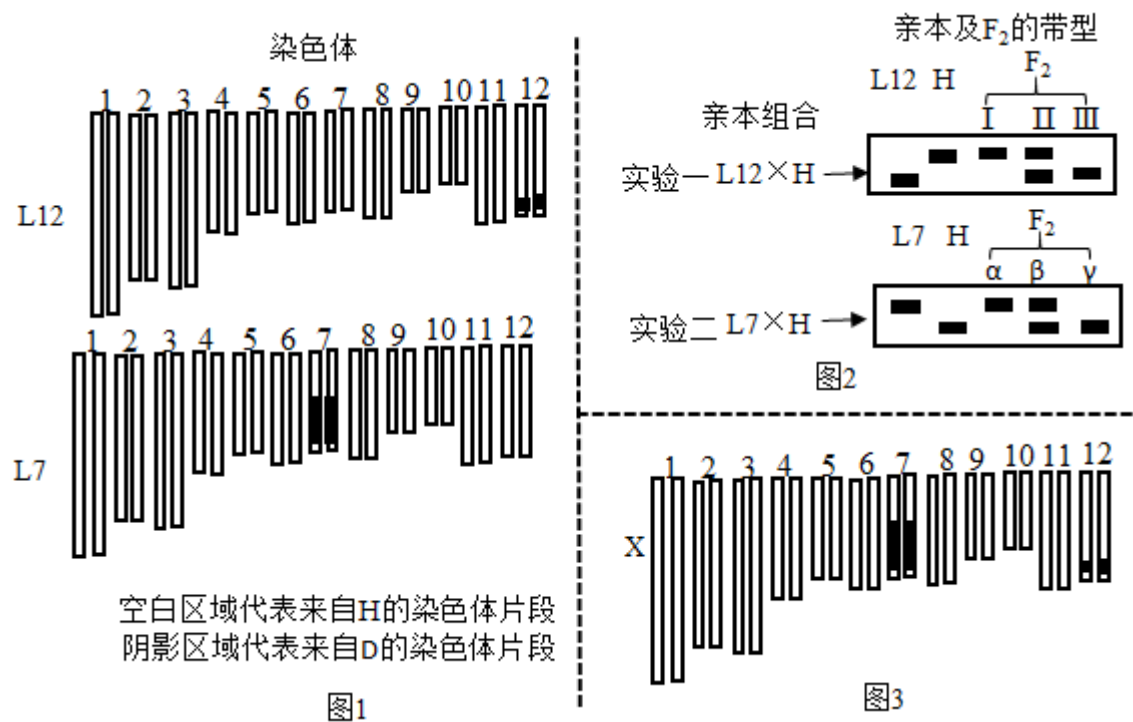 染色体
1 2 3 4 5 6 7 8 9 10 11 12
L12
1 2 3 4 5 6 7 8 9 10 11 12
L7
空白区域代表来自H的染色体片段
阴影区域代表来自D的染色体片段
图1
亲本及F₂的带型
F₂
L12 H
亲本组合
I II III
实验一 L12×H
F₂
L7 H
α β γ
实验二 L7×H
图2
1 2 3 4 5 6 7 8 9 10 11 12
X
图3